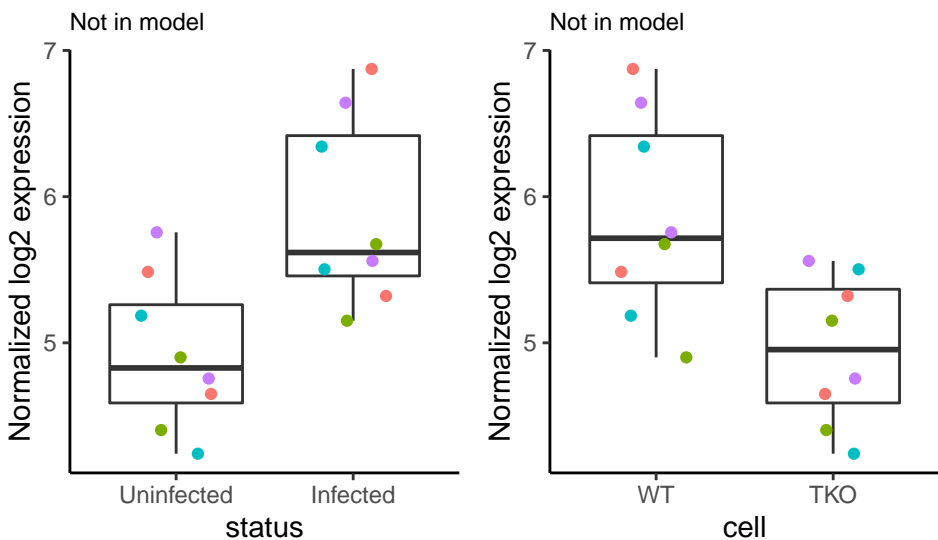 Not in model
Normalized log2 expression
7
6
5
Uninfected
Infected
status
Not in model
Normalized log2 expression
7
6
5
WT
TKO
cell